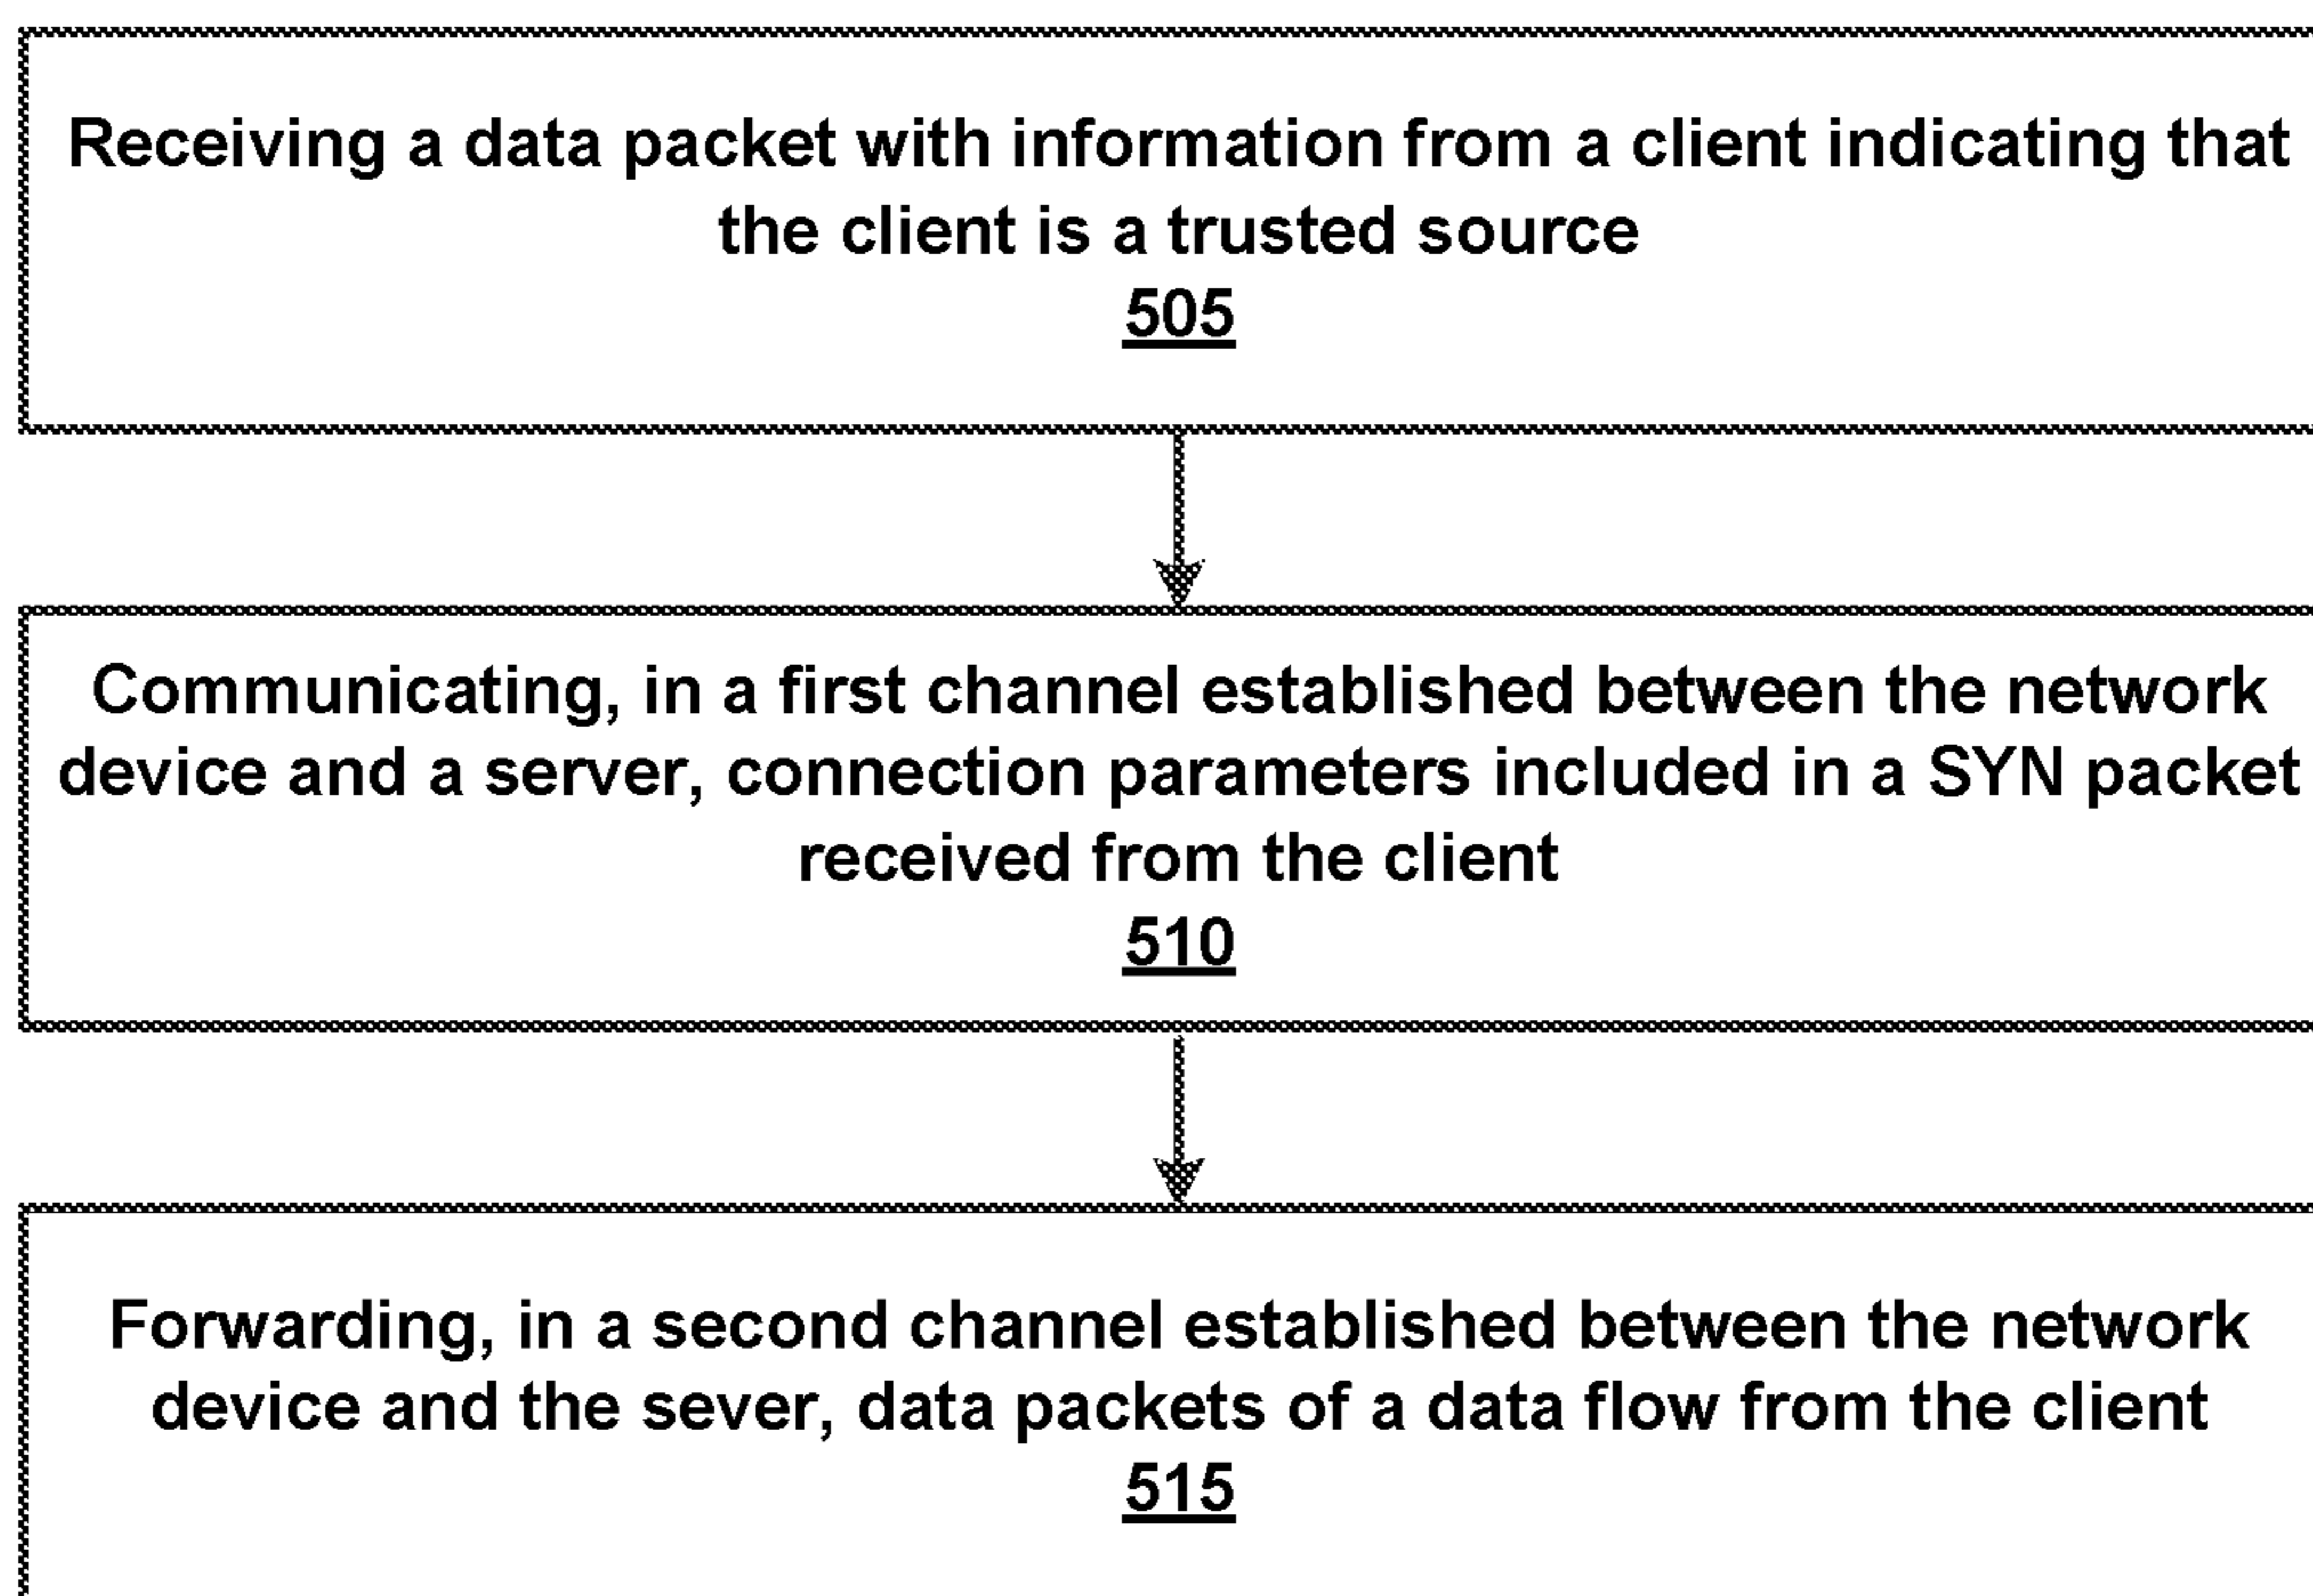 Receiving a data packet with information from a client indicating that
the client is a trusted source
505
Communicating, in a first channel established between the network
device and a server, connection parameters included in a SYN packet
received from the client
510
Forwarding, in a second channel established between the network
device and the sever, data packets of a data flow from the client
515